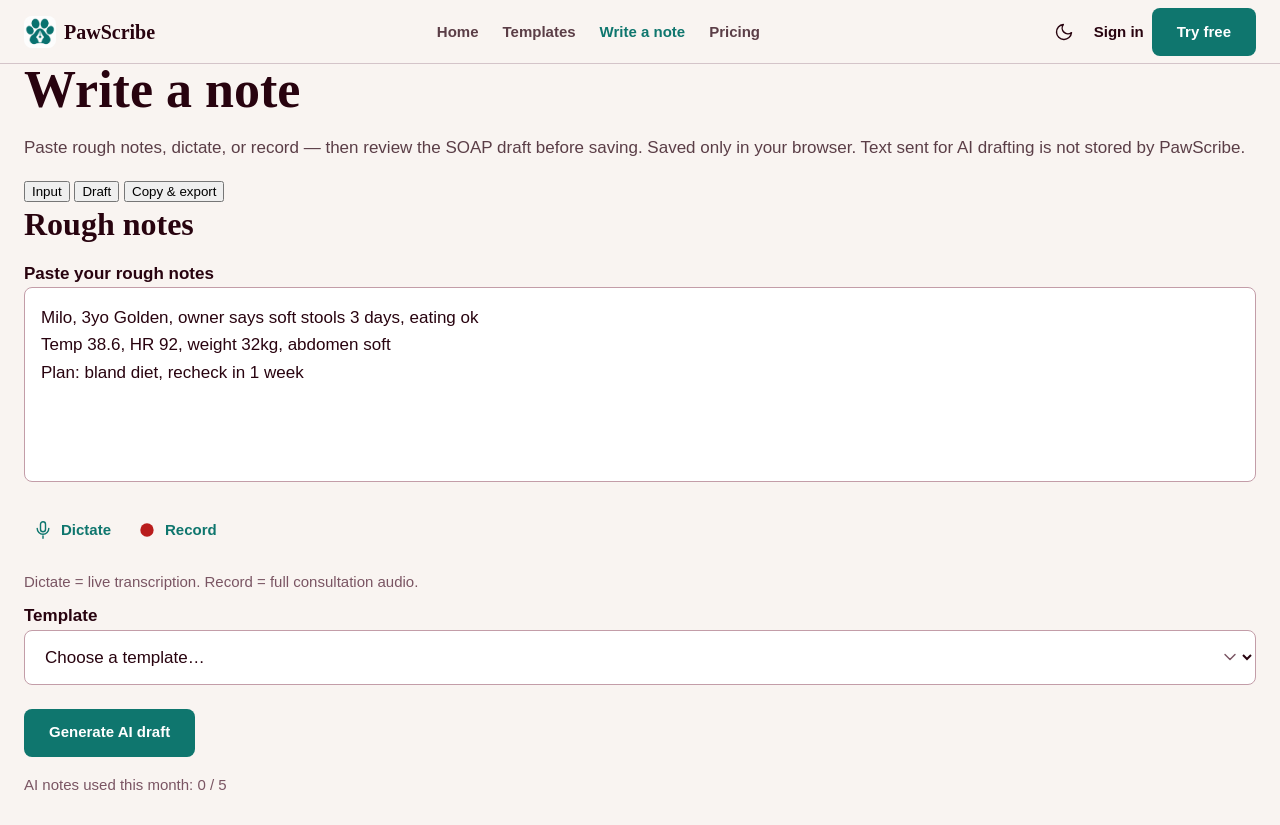 PawScribe
Home Templates Write a note Pricing
Sign in Try free
Write a note
Paste rough notes, dictate, or record — then review the SOAP draft before saving. Saved only in your browser. Text sent for AI drafting is not stored by PawScribe.
Input Draft Copy & export
Rough notes
Paste your rough notes
Milo, 3yo Golden, owner says soft stools 3 days, eating ok
Temp 38.6, HR 92, weight 32kg, abdomen soft
Plan: bland diet, recheck in 1 week
Dictate Record
Dictate = live transcription. Record = full consultation audio.
Template
Choose a template…
Generate AI draft
AI notes used this month: 0 / 5